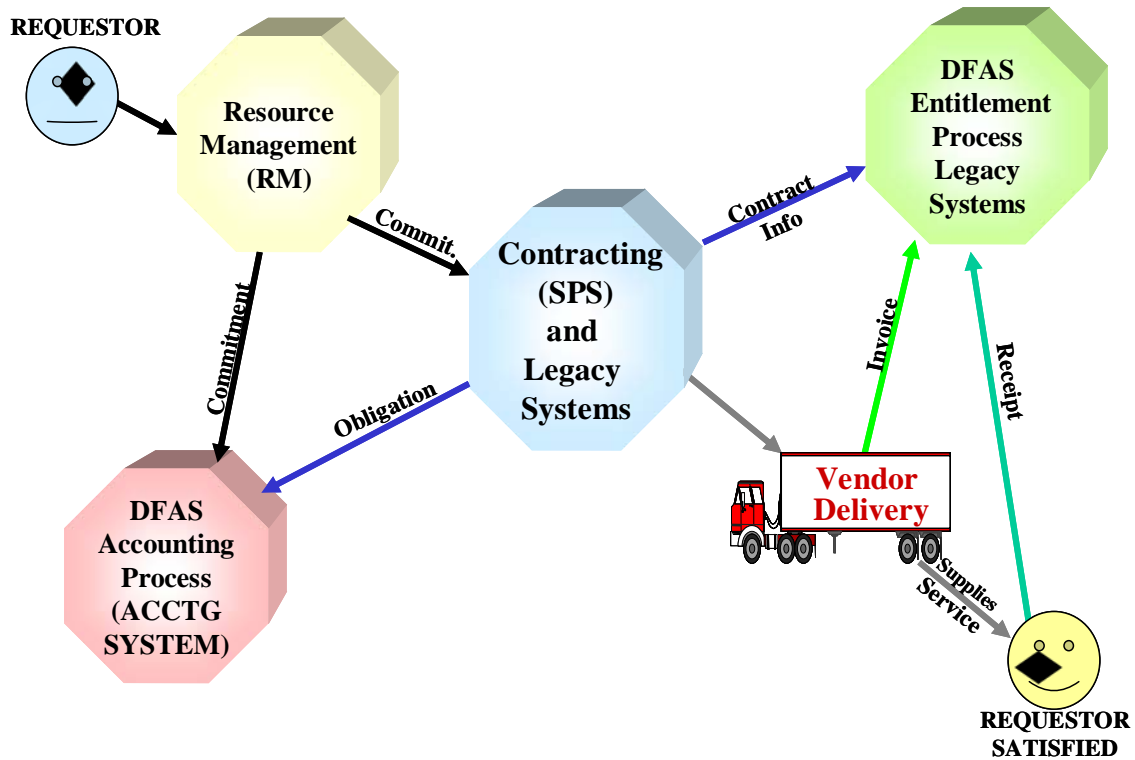 REQUESTOR
Resource
Management
(RM)
DFAS
Entitlement
Process
Legacy
Systems
Commit.
Contract
Info
Contracting
(SPS)
and
Legacy
Systems
Commitment
Obligation
Invoice
Receipt
DFAS
Accounting
Process
(ACCTG
SYSTEM)
Vendor
Delivery
Supplies
Service
REQUESTOR
SATISFIED